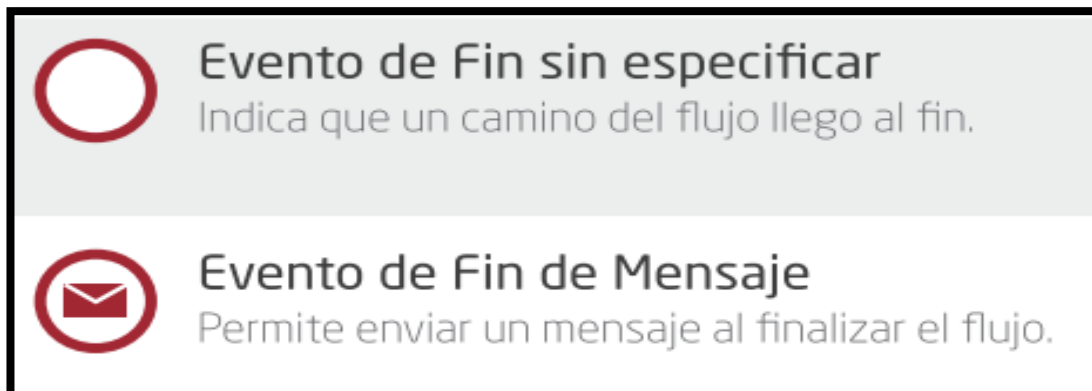 Evento de Fin sin especificar
Indica que un camino del flujo llego al fin.
Evento de Fin de Mensaje
Permite enviar un mensaje al finalizar el flujo.